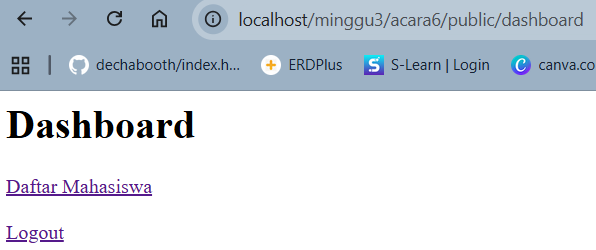 localhost/minggu3/acara6/public/dashboard
dechabooth/index.h... ERDPlus S-Learn | Login canva.co
Dashboard
Daftar Mahasiswa
Logout